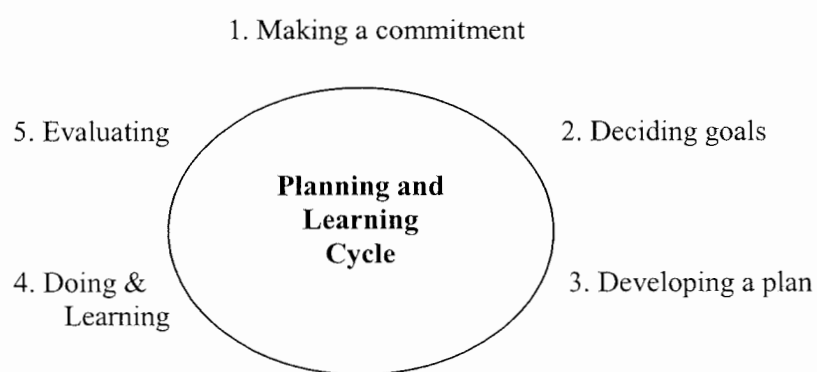 1. Making a commitment
5. Evaluating
2. Deciding goals
Planning and
Learning
Cycle
4. Doing &
Learning
3. Developing a plan